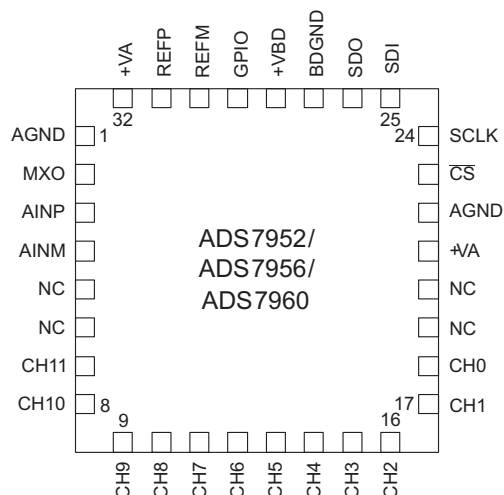 +VA REFP REFM GPIO +VBD BDGND SDO SDI
32 25
AGND 1 24 SCLK
MXO CS
AINP AGND
AINM +VA
ADS7952/
ADS7956/
ADS7960
NC NC
NC NC
CH11 CH0
CH10 8 17 CH1
9 16
CH9 CH8 CH7 CH6 CH5 CH4 CH3 CH2